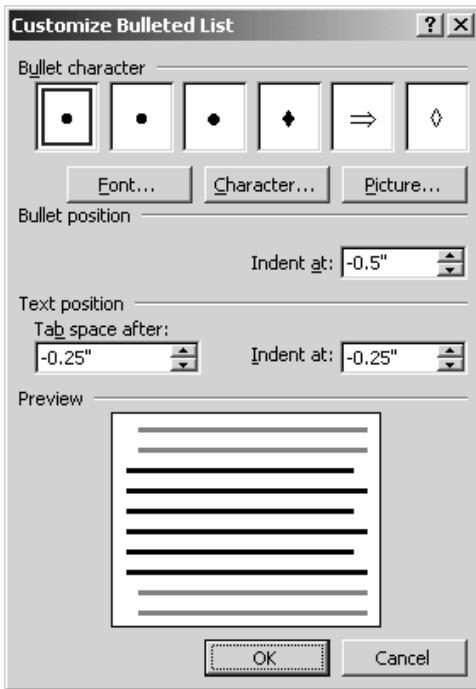 Customize Bulleted List
Bullet character
Font... Character... Picture...
Bullet position
Indent at: -0.5"
Text position
Tab space after:
-0.25" Indent at: -0.25"
Preview
OK Cancel